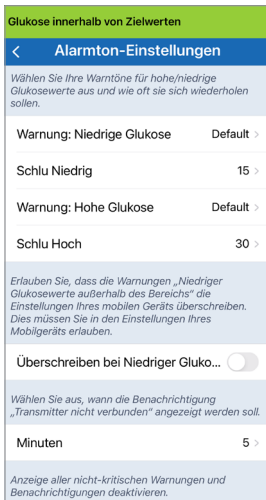 Glukose innerhalb von Zielwerten
Alarmton-Einstellungen
Wählen Sie Ihre Warntöne für hohe/niedrige
Glukosewerte aus und wie oft sie sich wiederholen
sollen.
Warnung: Niedrige Glukose Default >
Schlu Niedrig 15 >
Warnung: Hohe Glukose Default >
Schlu Hoch 30 >
Erlauben Sie, dass die Warnungen „Niedriger
Glukosewerte außerhalb des Bereichs" die
Einstellungen Ihres mobilen Geräts überschreiben.
Dies müssen Sie in den Einstellungen Ihres
Mobilgeräts erlauben.
Überschreiben bei Niedriger Gluko...
Wählen Sie aus, wann die Benachrichtigung
„Transmitter nicht verbunden" angezeigt werden soll.
Minuten 5 >
Anzeige aller nicht-kritischen Warnungen und
Benachrichtigungen deaktivieren.